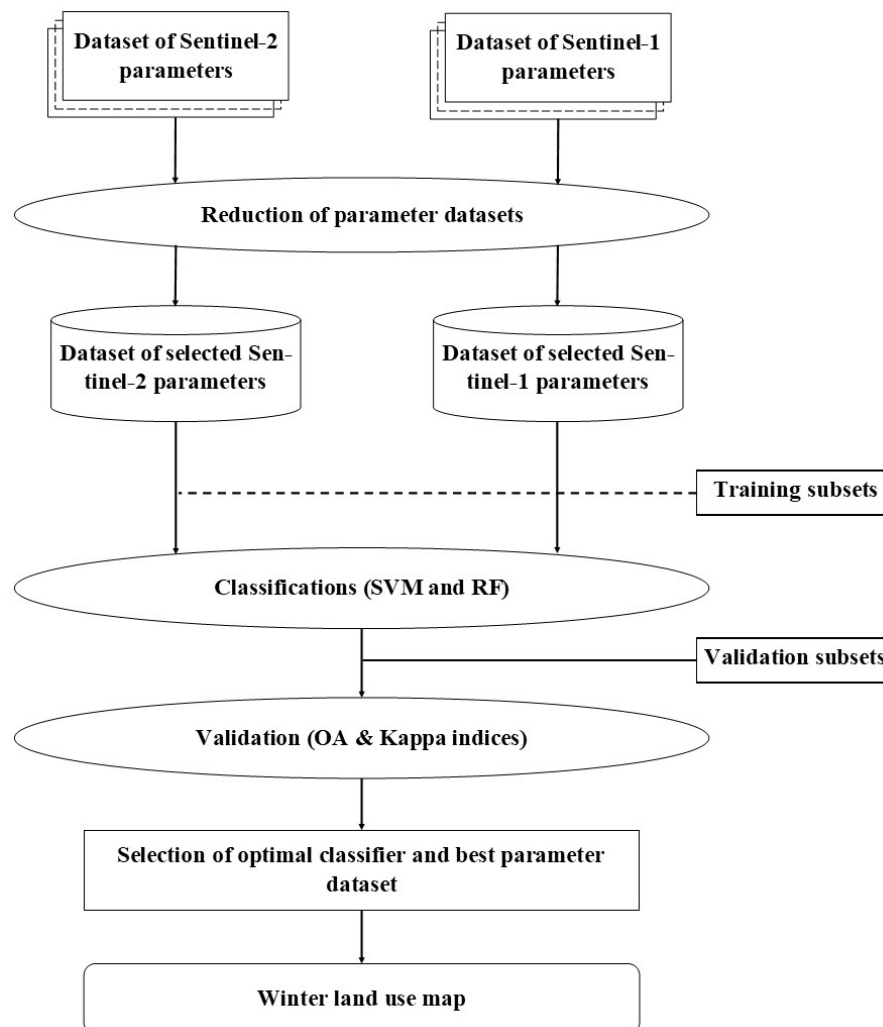 Dataset of Sentinel-2
parameters
Dataset of Sentinel-1
parameters
Reduction of parameter datasets
Dataset of selected Sen-
tinel-2 parameters
Dataset of selected Sen-
tinel-1 parameters
Training subsets
Classifications (SVM and RF)
Validation subsets
Validation (OA & Kappa indices)
Selection of optimal classifier and best parameter
dataset
Winter land use map